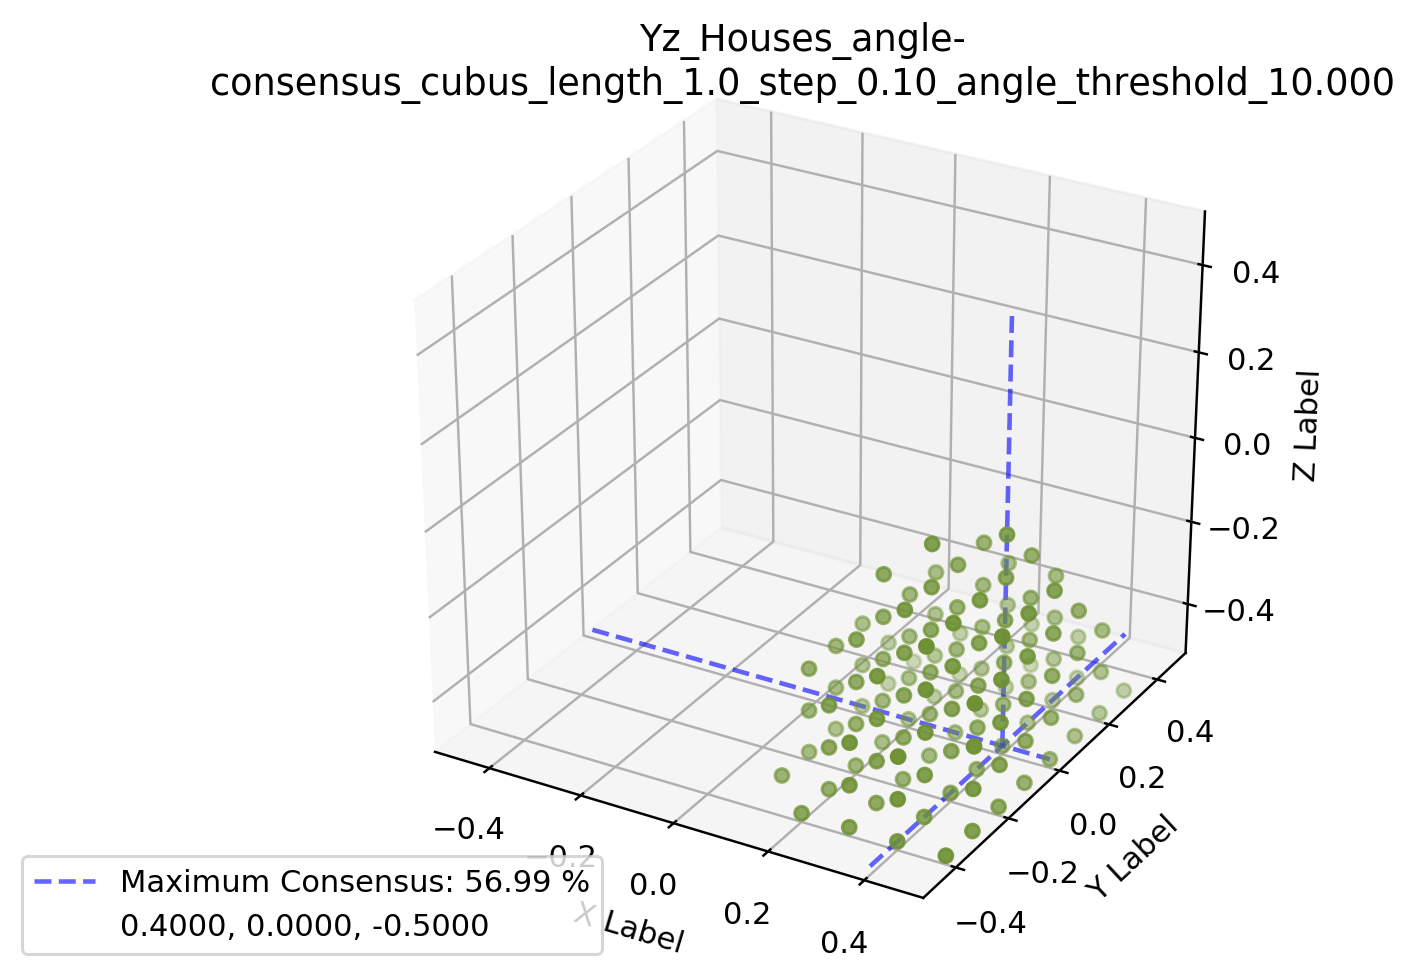 Yz_Houses_angle-
consensus_cubus_length_1.0_step_0.10_angle_threshold_10.000
0.4
0.2
0.0
−0.2
−0.4
Z Label
0.4
0.2
0.0
−0.2
−0.4
Y Label
−0.4
−0.2
0.0
0.2
0.4
X Label
Maximum Consensus: 56.99 %
0.4000, 0.0000, -0.5000